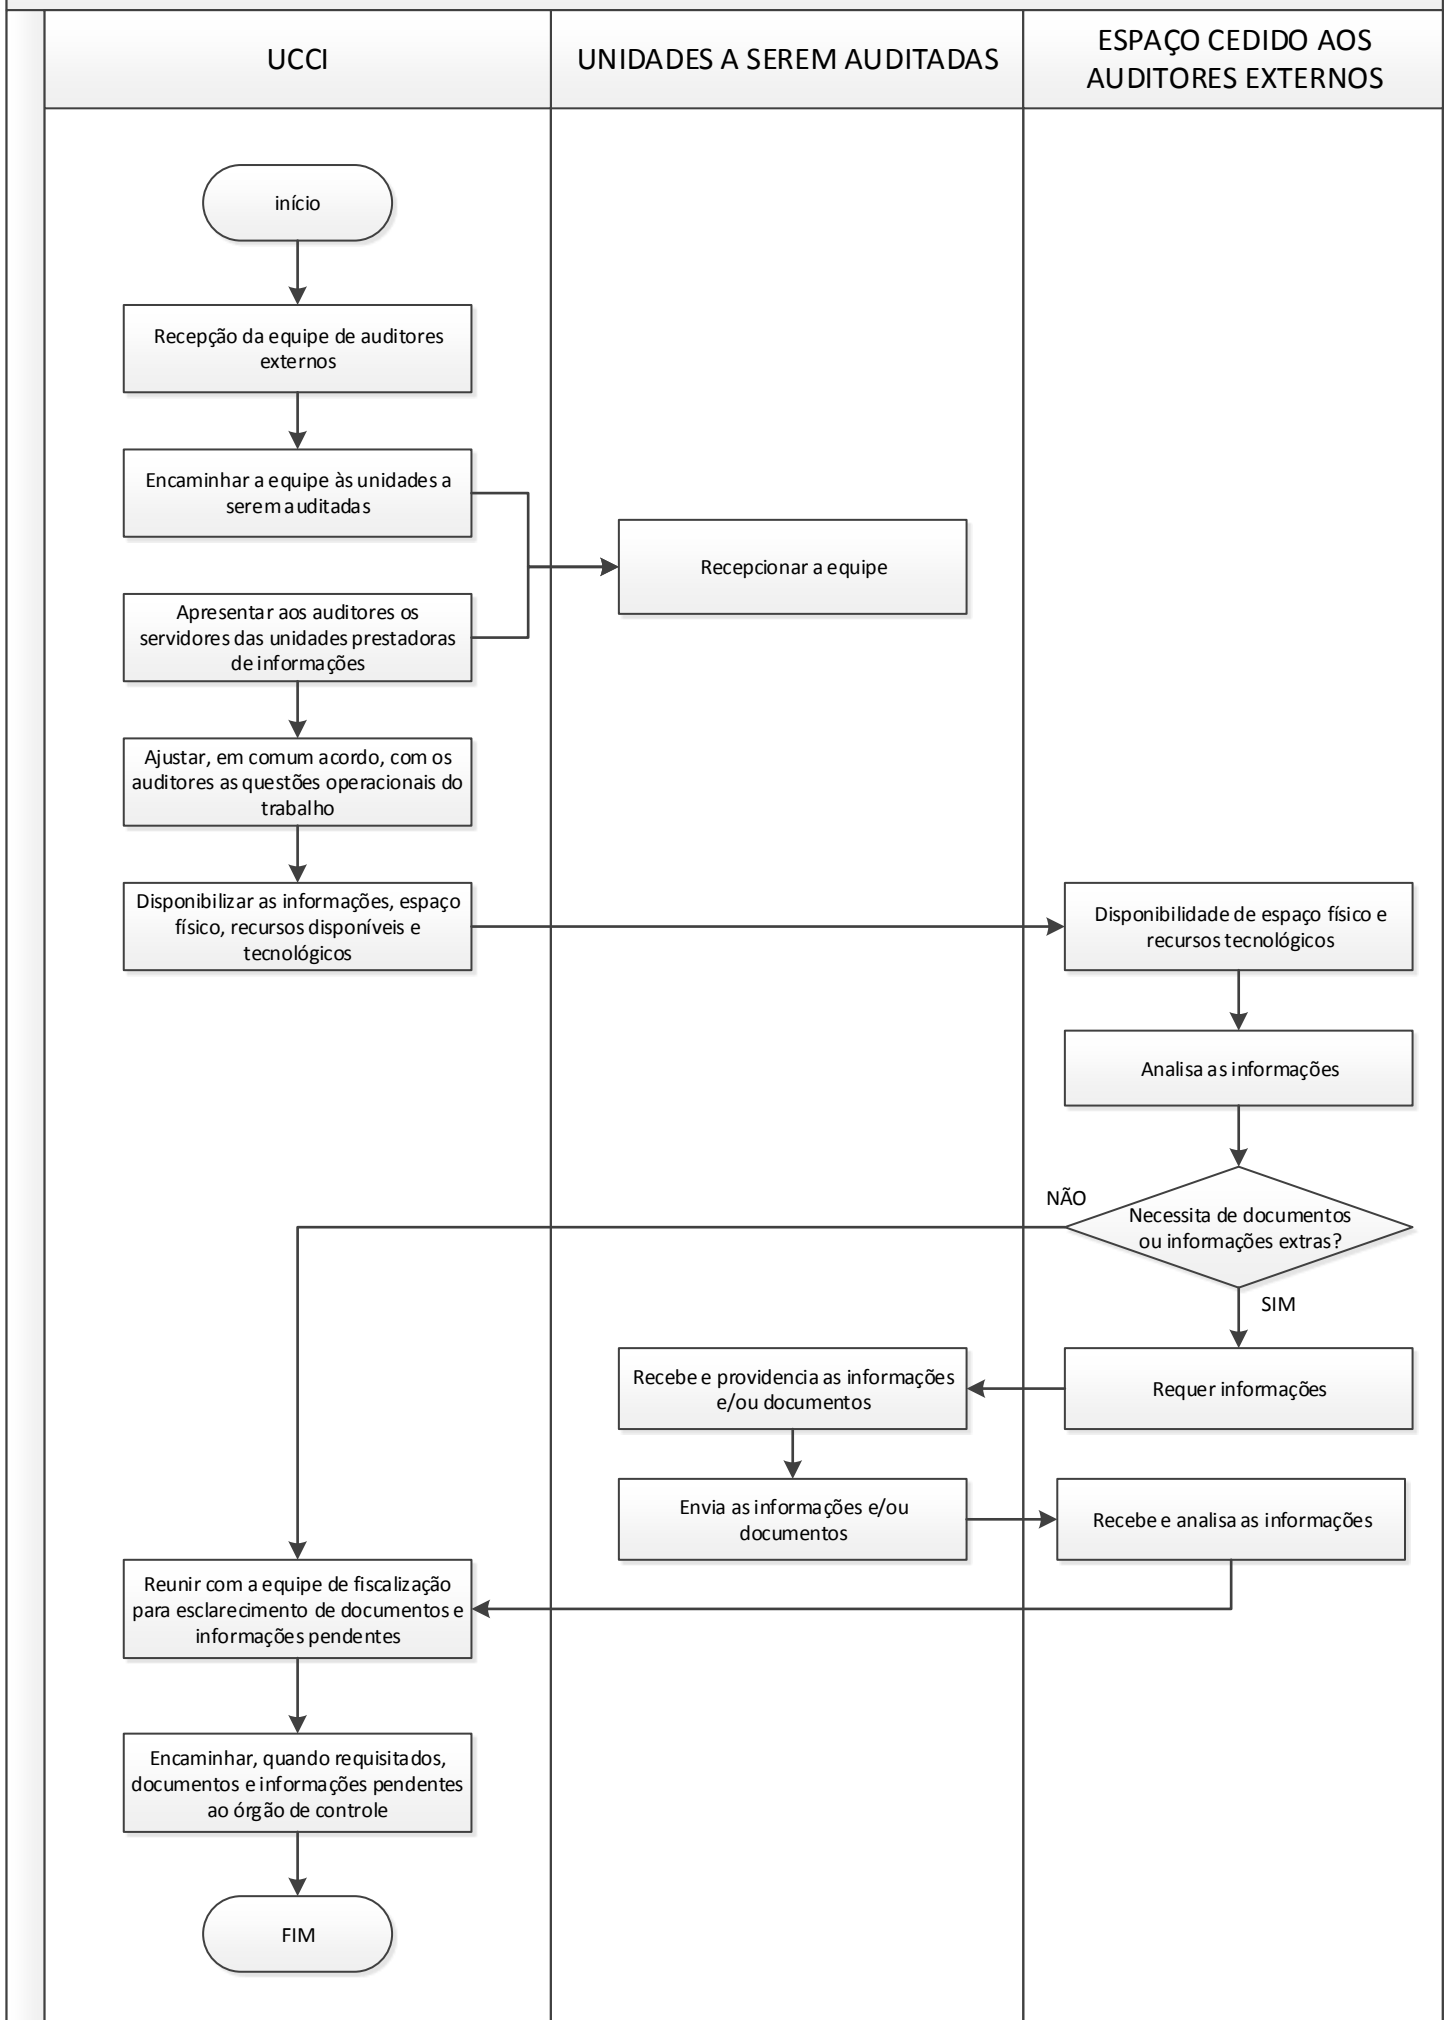 UCCI
UNIDADES A SEREM AUDITADAS
ESPAÇO CEDIDO AOS
AUDITORES EXTERNOS
início
Recepção da equipe de auditores
externos
Encaminhar a equipe às unidades a
serem auditadas
Recepcionar a equipe
Apresentar aos auditores os
servidores das unidades prestadoras
de informações
Ajustar, em comum acordo, com os
auditores as questões operacionais do
trabalho
Disponibilizar as informações, espaço
físico, recursos disponíveis e
tecnológicos
Disponibilidade de espaço físico e
recursos tecnológicos
Analisa as informações
NÃO
Necessita de documentos
ou informações extras?
SIM
Recebe e providencia as informações
e/ou documentos
Requer informações
Envia as informações e/ou
documentos
Recebe e analisa as informações
Reunir com a equipe de fiscalização
para esclarecimento de documentos e
informações pendentes
Encaminhar, quando requisitados,
documentos e informações pendentes
ao órgão de controle
FIM